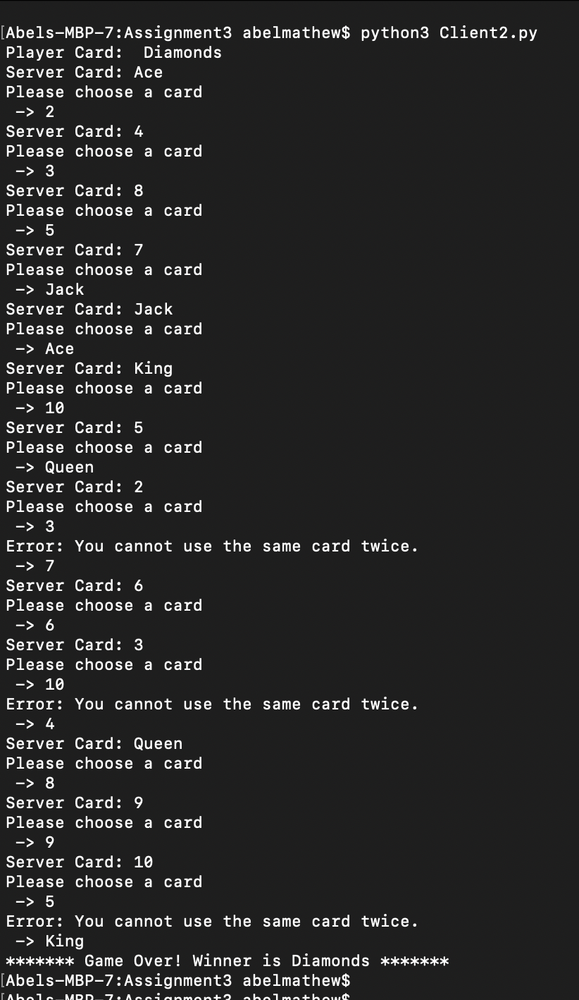 [Abels-MBP-7:Assignment3 abelmathew$ python3 Client2.py
Player Card:  Diamonds
Server Card: Ace
Please choose a card
 -> 2
Server Card: 4
Please choose a card
 -> 3
Server Card: 8
Please choose a card
 -> 5
Server Card: 7
Please choose a card
 -> Jack
Server Card: Jack
Please choose a card
 -> Ace
Server Card: King
Please choose a card
 -> 10
Server Card: 5
Please choose a card
 -> Queen
Server Card: 2
Please choose a card
 -> 3
Error: You cannot use the same card twice.
 -> 7
Server Card: 6
Please choose a card
 -> 6
Server Card: 3
Please choose a card
 -> 10
Error: You cannot use the same card twice.
 -> 4
Server Card: Queen
Please choose a card
 -> 8
Server Card: 9
Please choose a card
 -> 9
Server Card: 10
Please choose a card
 -> 5
Error: You cannot use the same card twice.
 -> King
******* Game Over! Winner is Diamonds *******
[Abels-MBP-7:Assignment3 abelmathew$
[Abels-MBP-7:Assignment3 abelmathew$